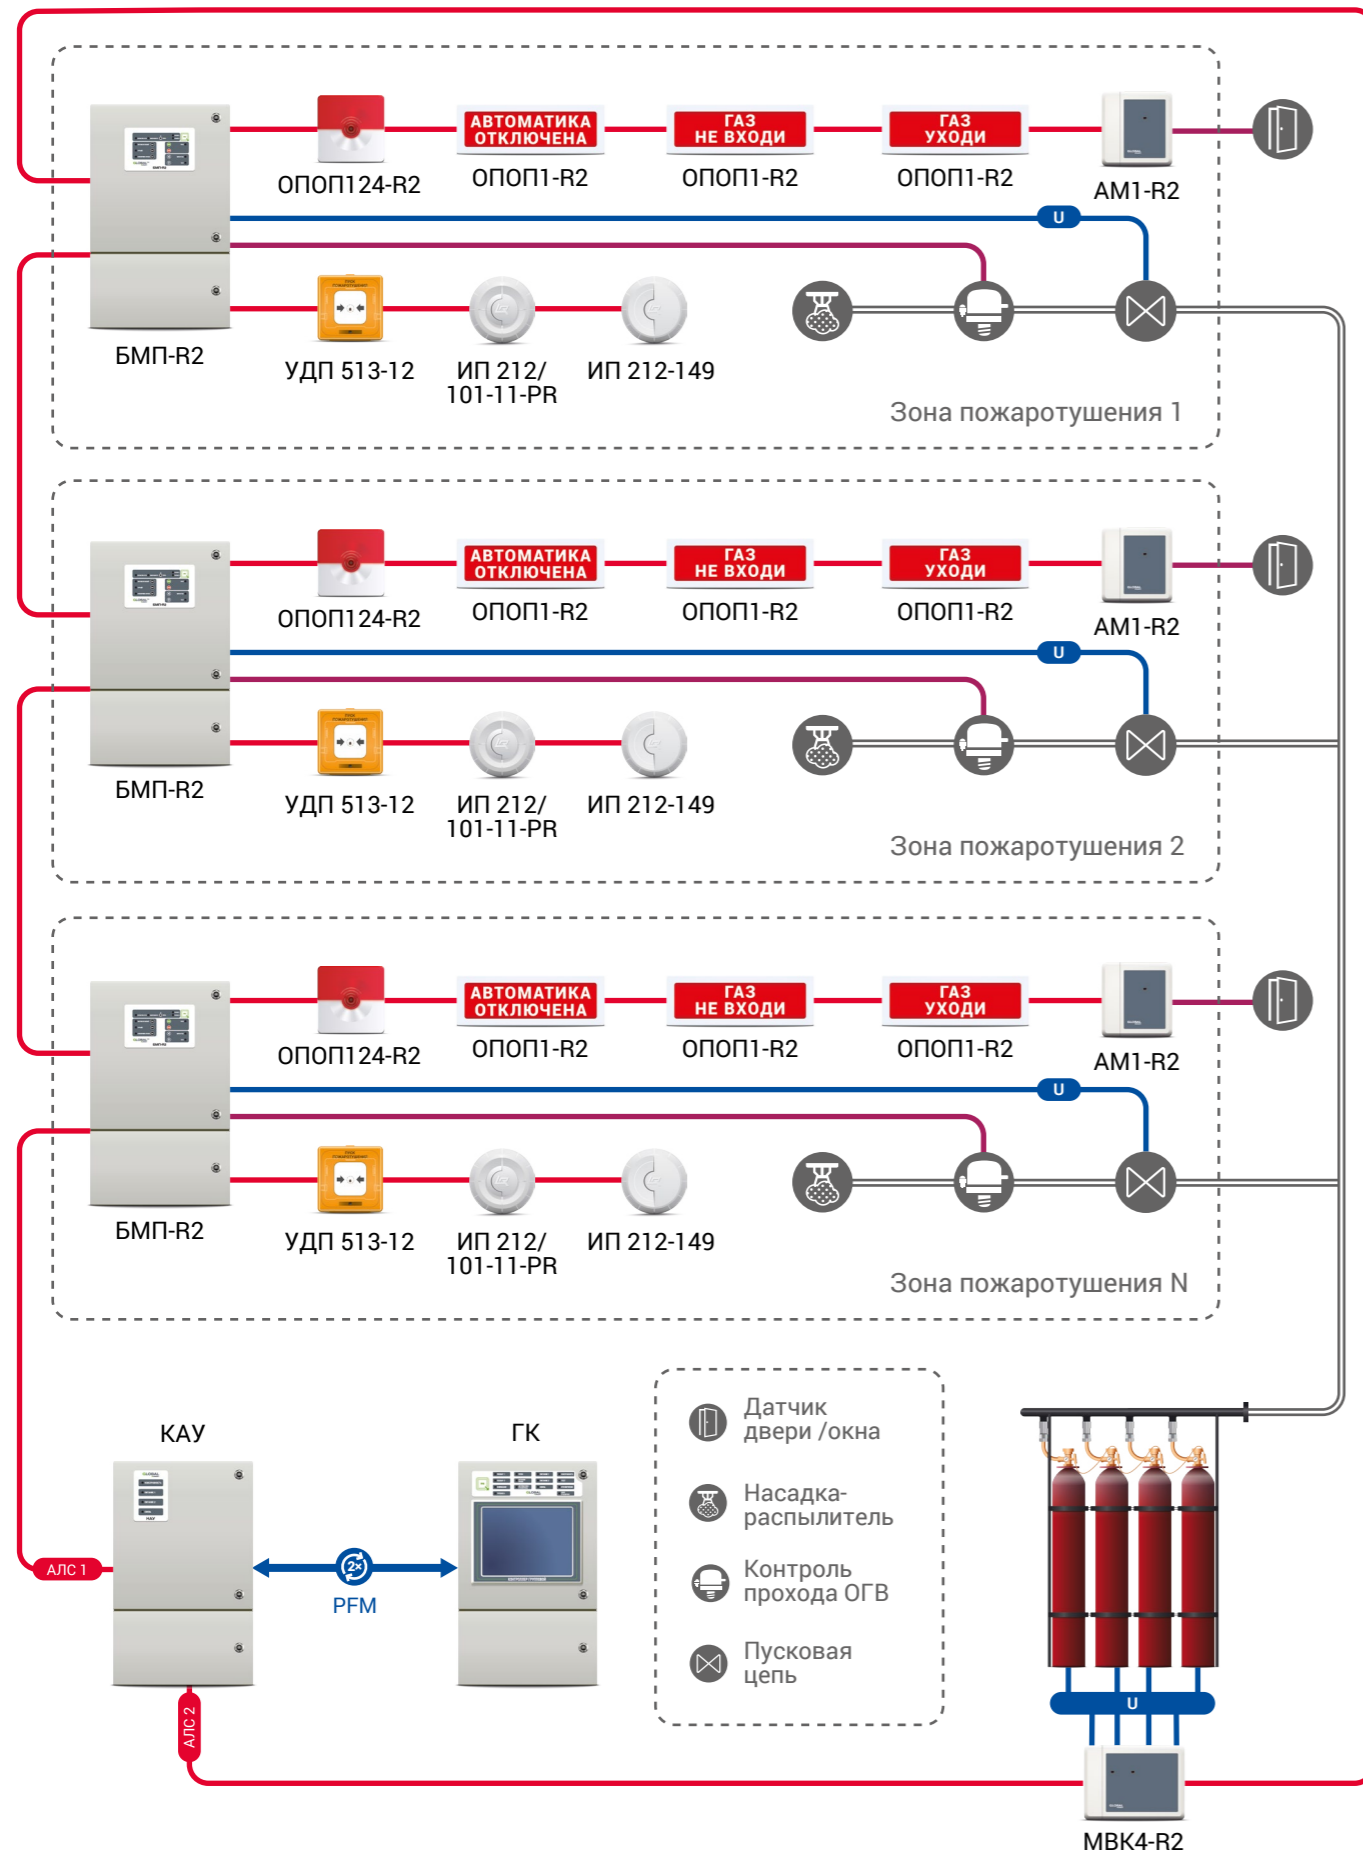 АВТОМАТИКА
ОТКЛЮЧЕНА
ГАЗ
НЕ ВХОДИ
ГАЗ
УХОДИ
ОПОП124-R2
ОПОП1-R2
ОПОП1-R2
ОПОП1-R2
АМ1-R2
U
БМП-R2
УДП 513-12
ИП 212/
101-11-PR
ИП 212-149
Зона пожаротушения 1
АВТОМАТИКА
ОТКЛЮЧЕНА
ГАЗ
НЕ ВХОДИ
ГАЗ
УХОДИ
ОПОП124-R2
ОПОП1-R2
ОПОП1-R2
ОПОП1-R2
АМ1-R2
U
БМП-R2
УДП 513-12
ИП 212/
101-11-PR
ИП 212-149
Зона пожаротушения 2
АВТОМАТИКА
ОТКЛЮЧЕНА
ГАЗ
НЕ ВХОДИ
ГАЗ
УХОДИ
ОПОП124-R2
ОПОП1-R2
ОПОП1-R2
ОПОП1-R2
АМ1-R2
U
БМП-R2
УДП 513-12
ИП 212/
101-11-PR
ИП 212-149
Зона пожаротушения N
КАУ
ГК
АЛС 1
2×
PFM
АЛС 2
Датчик
двери /окна
Насадка-
распылитель
Контроль
прохода ОГВ
Пусковая
цепь
U
МВК4-R2